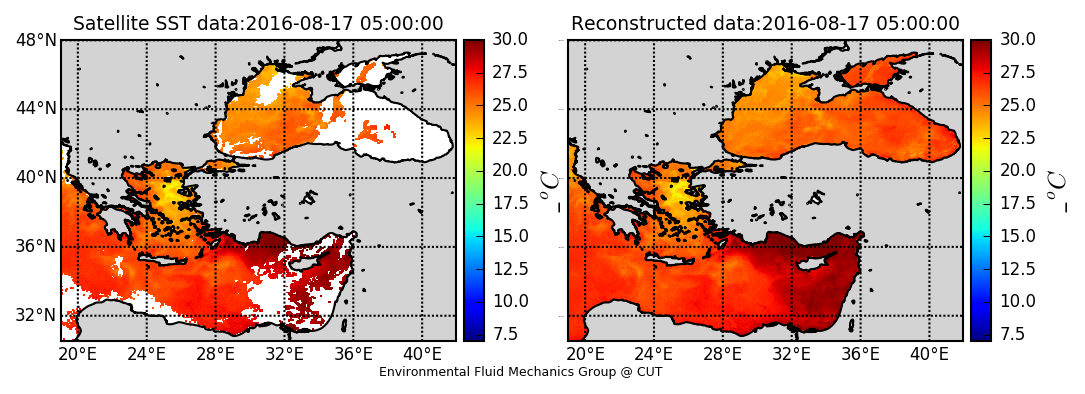 Satellite SST data:2016-08-17 05:00:00
48°N
44°N
40°N
36°N
32°N
20°E 24°E 28°E 32°E 36°E 40°E
30.0
27.5
25.0
22.5
20.0
17.5
15.0
12.5
10.0
7.5
_ °C
Reconstructed data:2016-08-17 05:00:00
20°E 24°E 28°E 32°E 36°E 40°E
30.0
27.5
25.0
22.5
20.0
17.5
15.0
12.5
10.0
7.5
_ °C
Environmental Fluid Mechanics Group @ CUT